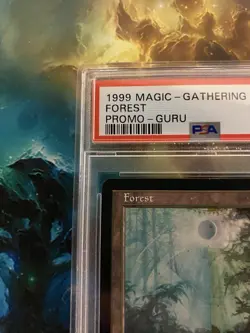 1999 MAGIC - GATHERING
FOREST
PROMO - GURU
PSA
Forest